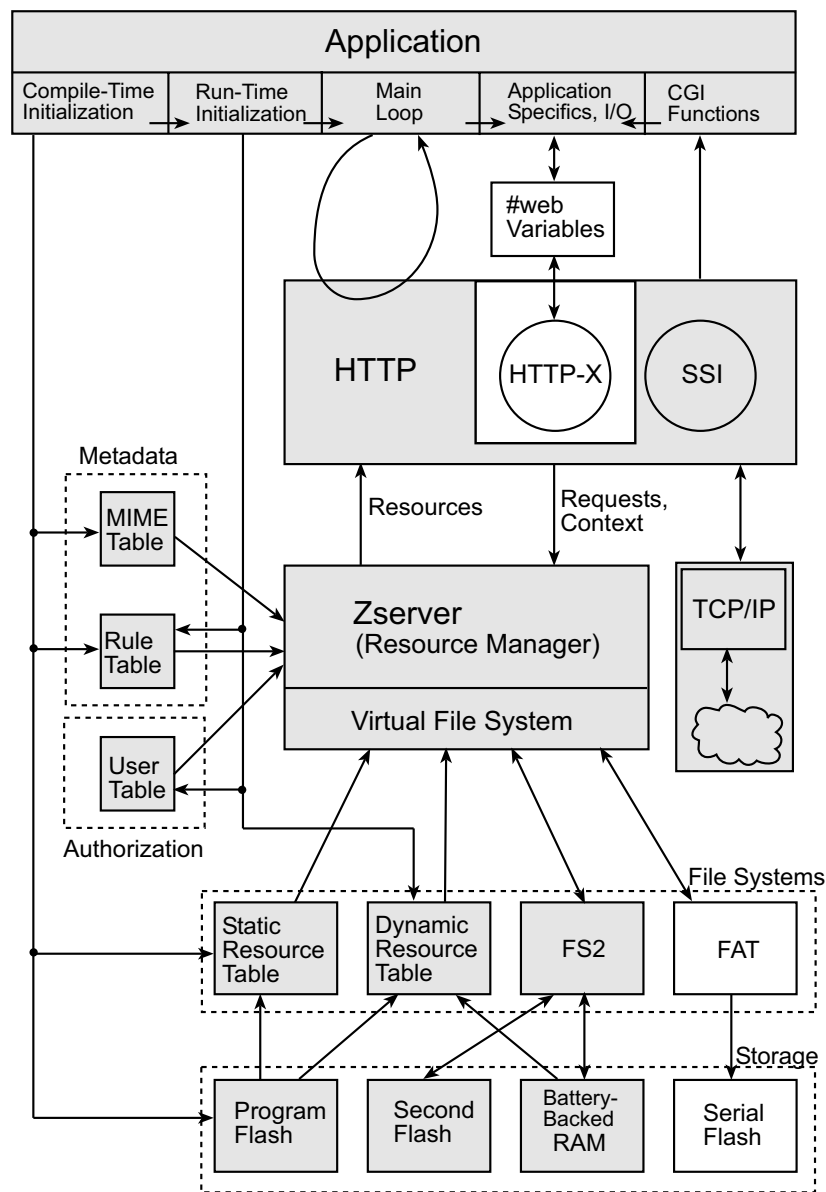 Application
Compile-Time
Initialization
Run-Time
Initialization
Main
Loop
Application
Specifics, I/O
CGI
Functions
#web
Variables
HTTP
HTTP-X
SSI
Metadata
MIME
Table
Resources
Requests,
Context
Rule
Table
Zserver
(Resource Manager)
TCP/IP
Virtual File System
User
Table
Authorization
File Systems
Static
Resource
Table
Dynamic
Resource
Table
FS2
FAT
Storage
Program
Flash
Second
Flash
Battery-
Backed
RAM
Serial
Flash